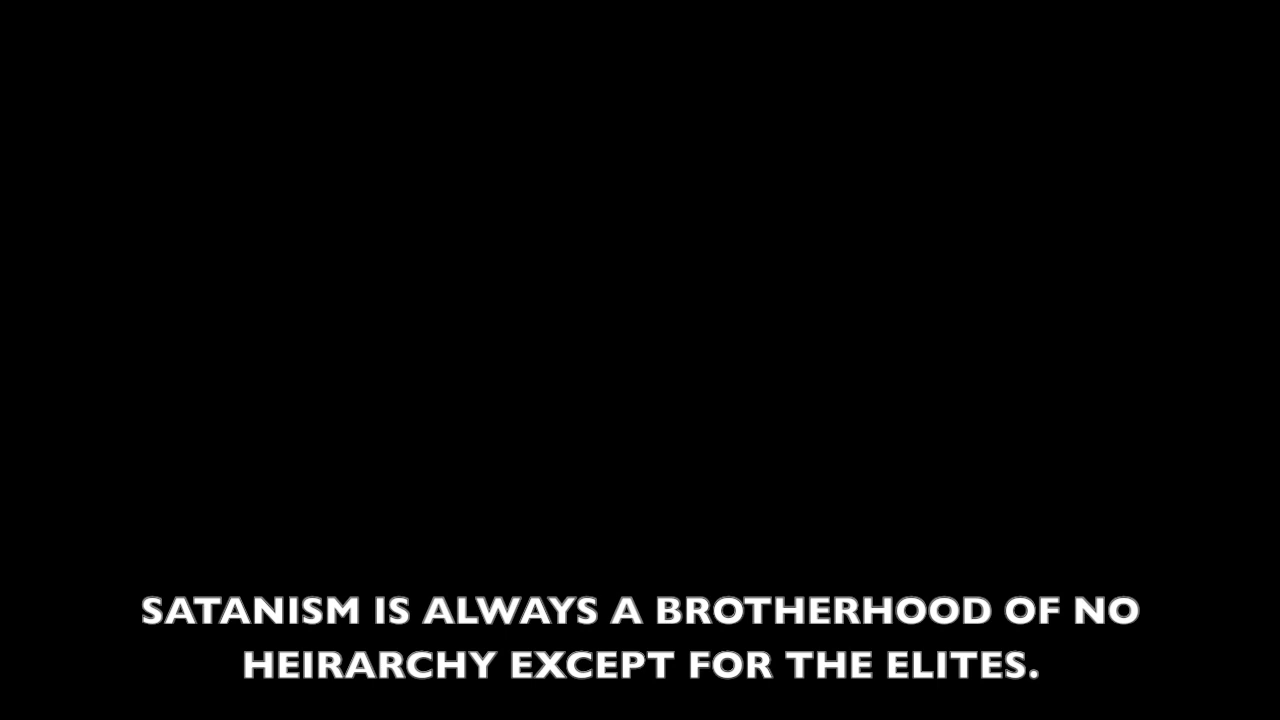 SATANISM IS ALWAYS A BROTHERHOOD OF NO
HEIRARCHY EXCEPT FOR THE ELITES.